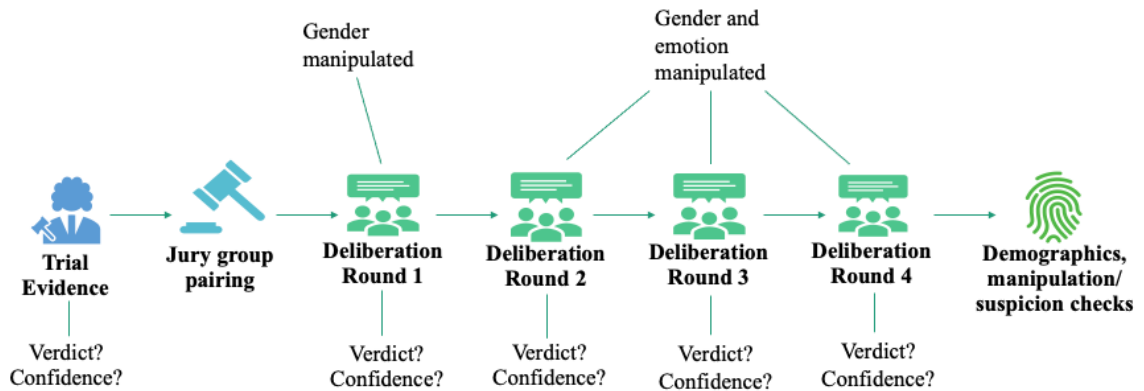 Gender
manipulated
Gender and
emotion
manipulated
Trial
Evidence
Jury group
pairing
Deliberation
Round 1
Deliberation
Round 2
Deliberation
Round 3
Deliberation
Round 4
Demographics,
manipulation/
suspicion checks
Verdict?
Confidence?
Verdict?
Confidence?
Verdict?
Confidence?
Verdict?
Confidence?
Verdict?
Confidence?